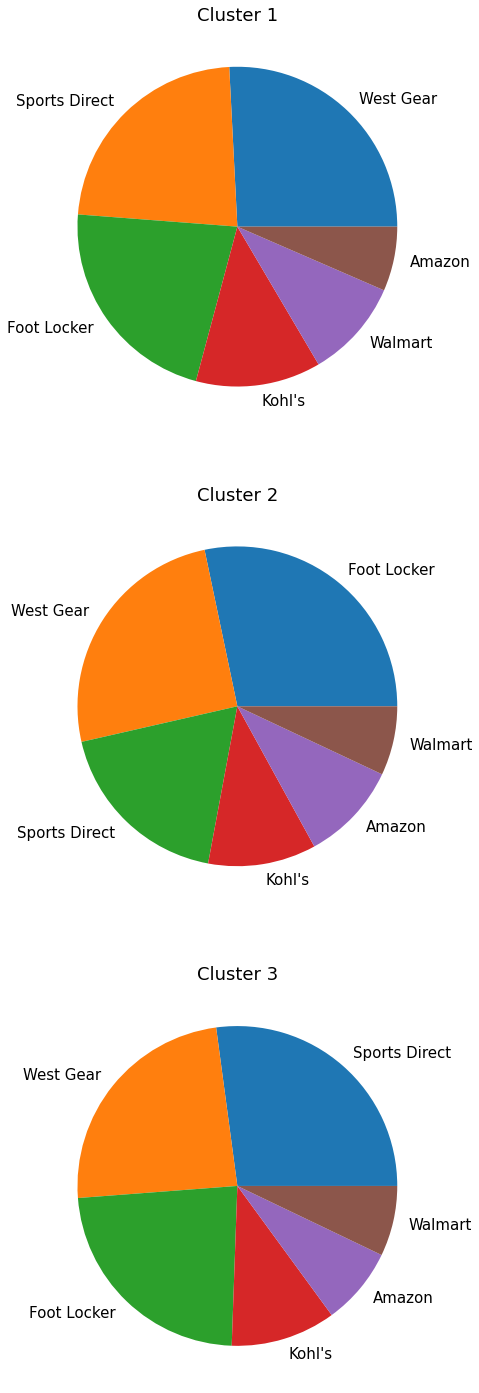 Cluster 1
West Gear
Sports Direct
Foot Locker
Kohl's
Walmart
Amazon
Cluster 2
Foot Locker
West Gear
Sports Direct
Kohl's
Amazon
Walmart
Cluster 3
Sports Direct
West Gear
Foot Locker
Kohl's
Amazon
Walmart